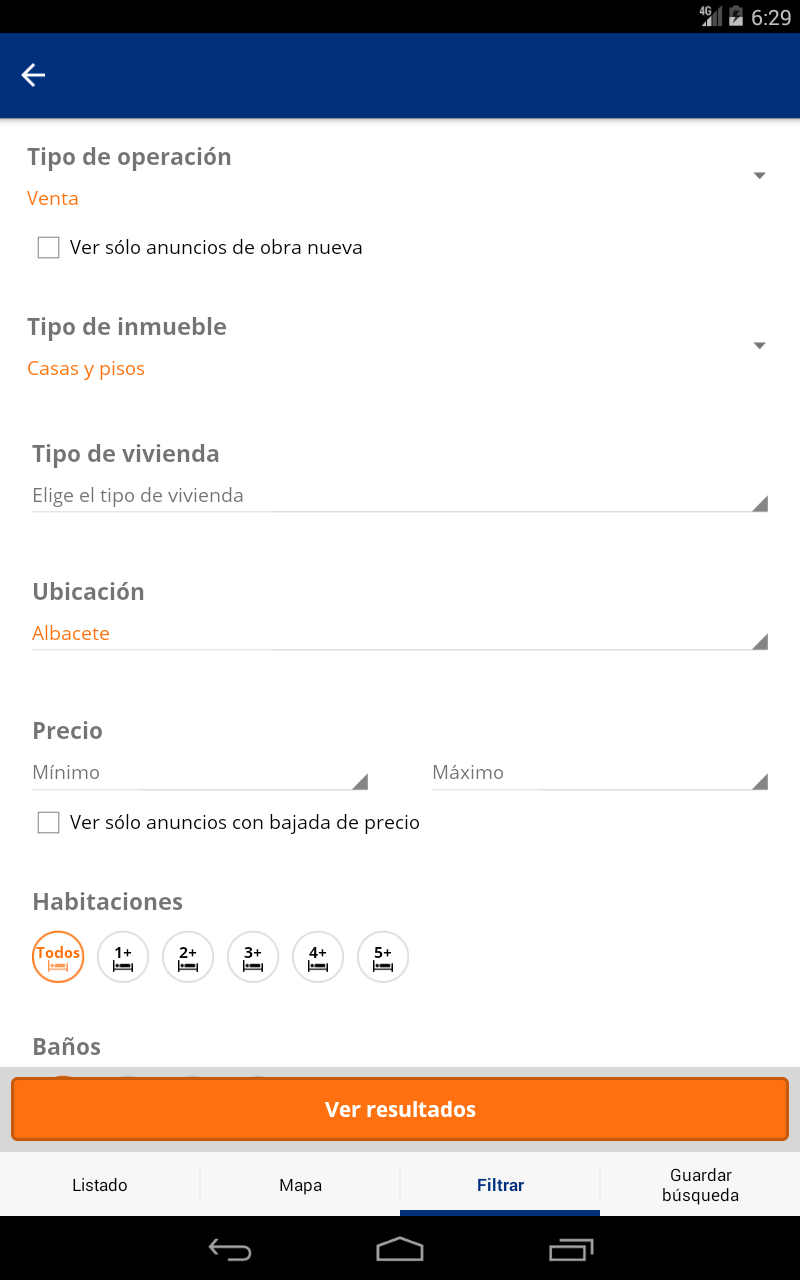 4G 6:29
Tipo de operación
Venta
Ver sólo anuncios de obra nueva
Tipo de inmueble
Casas y pisos
Tipo de vivienda
Elige el tipo de vivienda
Ubicación
Albacete
Precio
Mínimo Máximo
Ver sólo anuncios con bajada de precio
Habitaciones
Todos 1+ 2+ 3+ 4+ 5+
Baños
Ver resultados
Listado Mapa Filtrar Guardar
búsqueda